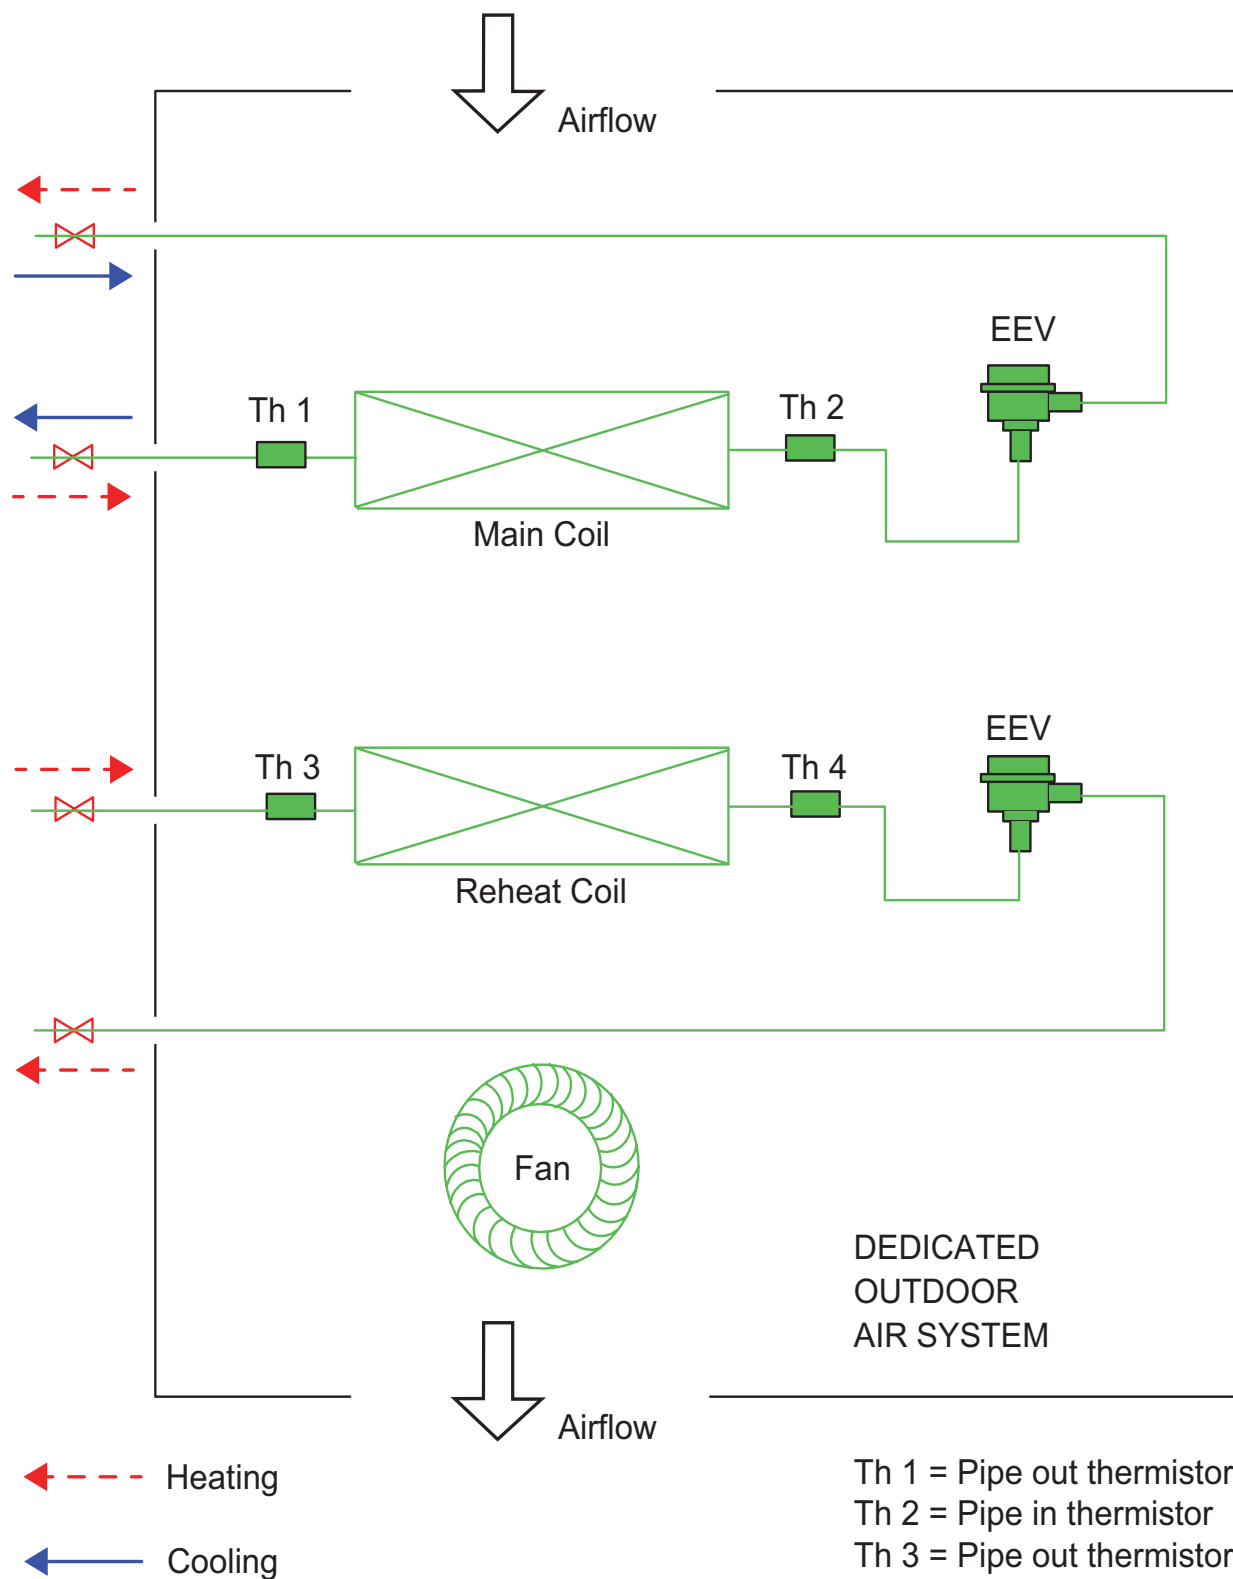 Airflow
EEV
Th 1
Th 2
Main Coil
EEV
Th 3
Th 4
Reheat Coil
Fan
DEDICATED
OUTDOOR
AIR SYSTEM
Airflow
Heating
Cooling
Th 1 = Pipe out thermistor
Th 2 = Pipe in thermistor
Th 3 = Pipe out thermistor